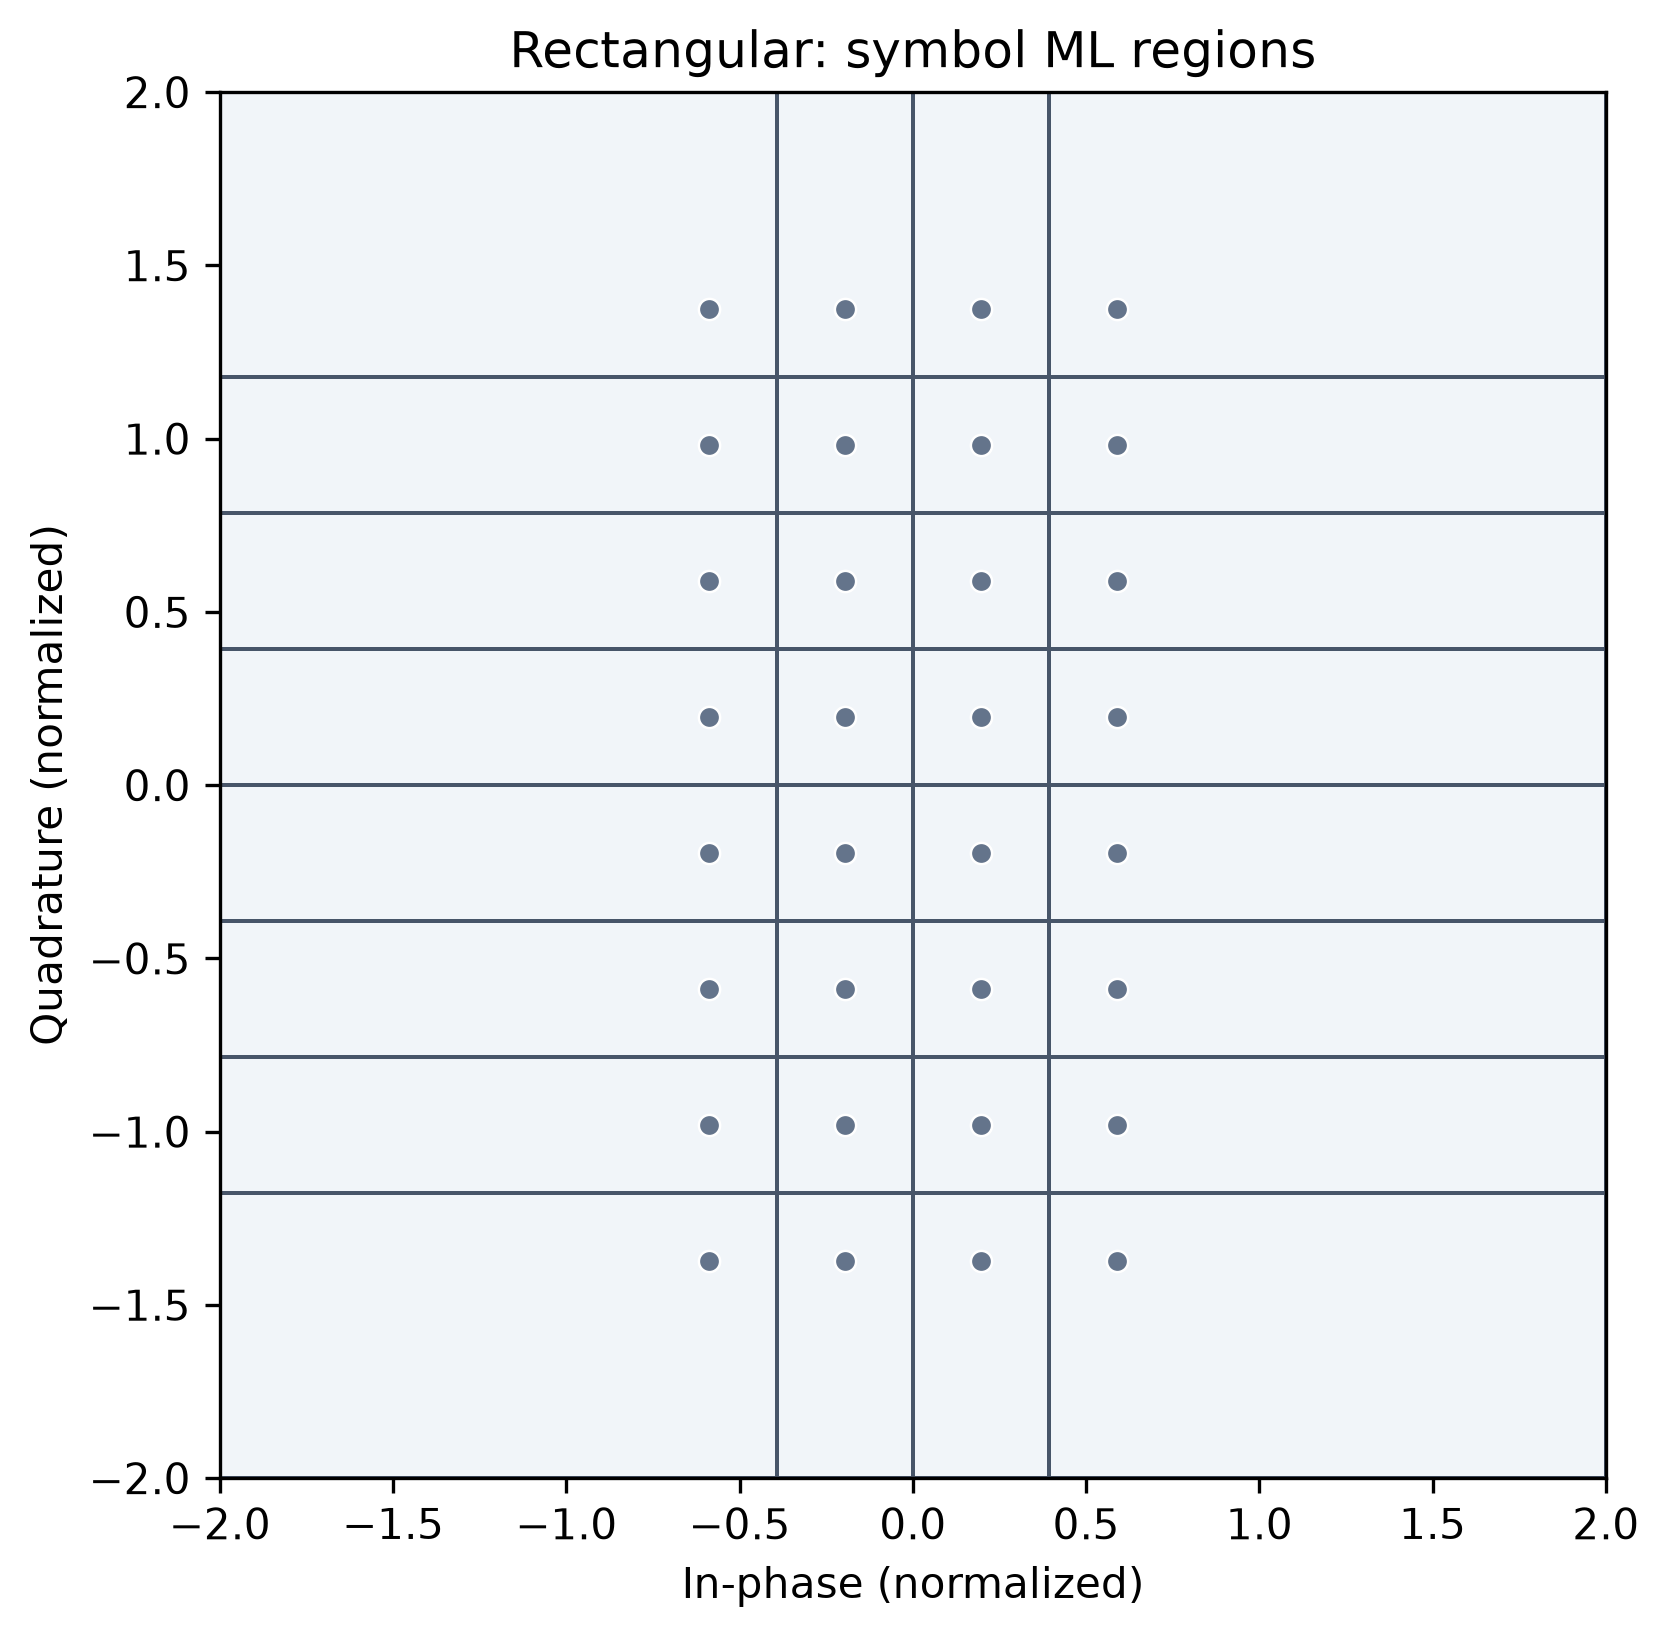 Rectangular: symbol ML regions
2.0
1.5
1.0
0.5
0.0
−0.5
−1.0
−1.5
−2.0
Quadrature (normalized)
−2.0 −1.5 −1.0 −0.5 0.0 0.5 1.0 1.5 2.0
In-phase (normalized)